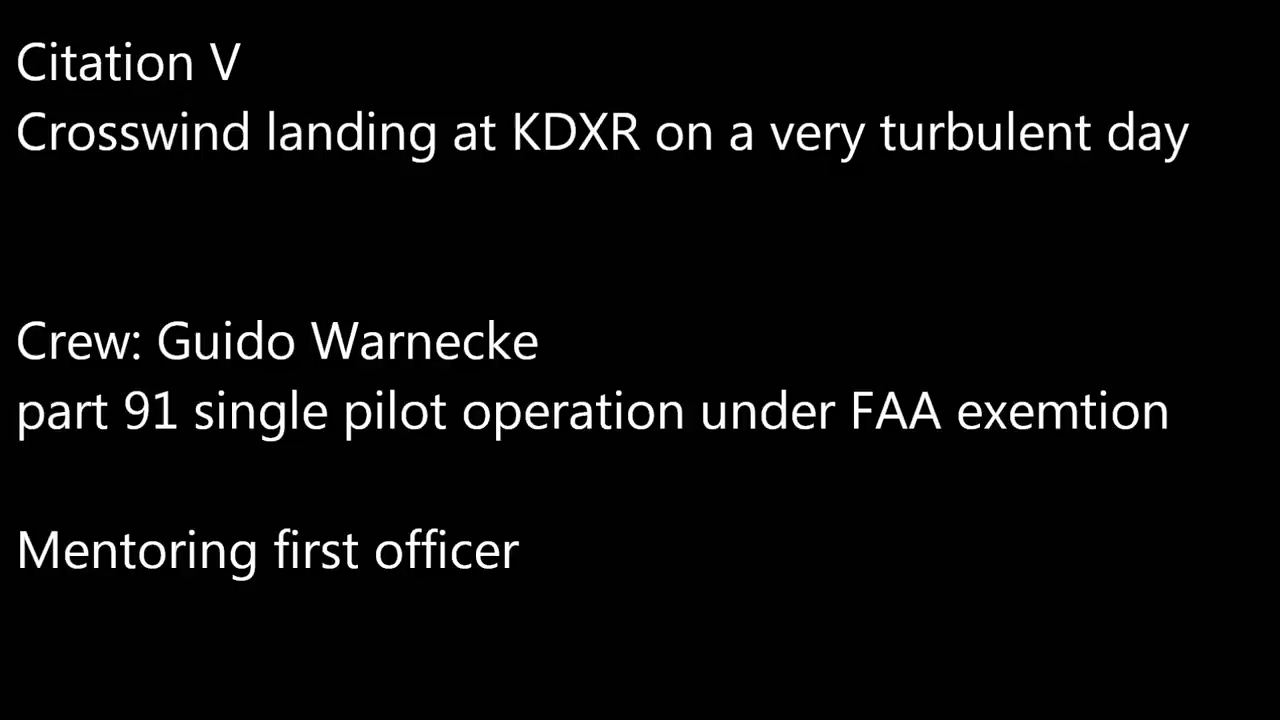 Citation V
Crosswind landing at KDXR on a very turbulent day
Crew: Guido Warnecke
part 91 single pilot operation under FAA exemtion
Mentoring first officer